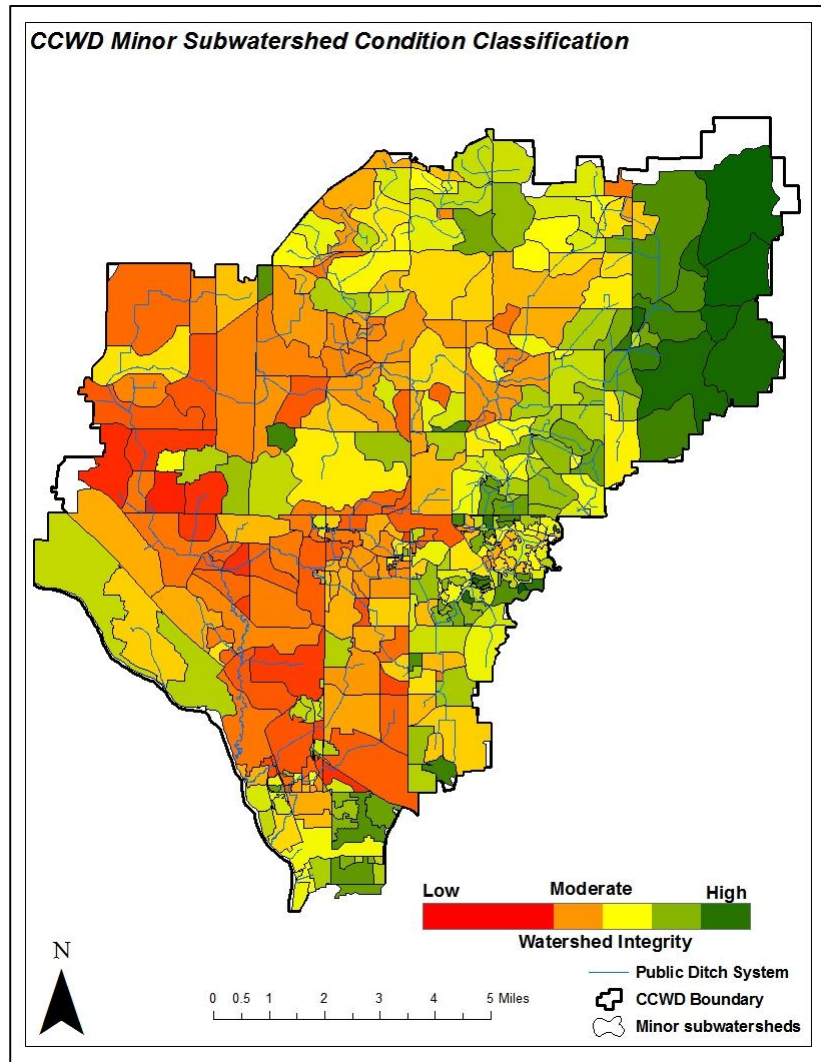 CCWD Minor Subwatershed Condition Classification
Low Moderate High
Watershed Integrity
N
0 0.5 1 2 3 4 5 Miles
Public Ditch System
CCWD Boundary
Minor subwatersheds